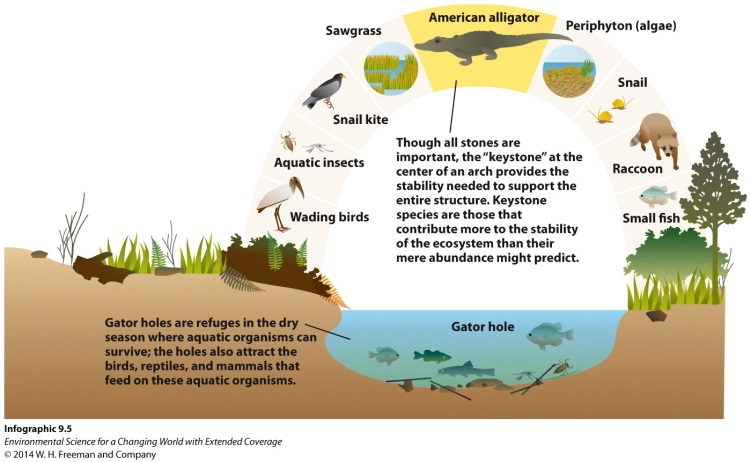 American alligator
Sawgrass
Periphyton (algae)
Snail
Snail kite
Aquatic insects
Raccoon
Wading birds
Small fish
Though all stones are
important, the “keystone” at the
center of an arch provides the
stability needed to support the
entire structure. Keystone
species are those that
contribute more to the stability
of the ecosystem than their
mere abundance might predict.
Gator holes are refuges in the dry
season where aquatic organisms can
survive; the holes also attract the
birds, reptiles, and mammals that
feed on these aquatic organisms.
Gator hole
Infographic 9.5
Environmental Science for a Changing World with Extended Coverage
© 2014 W. H. Freeman and Company